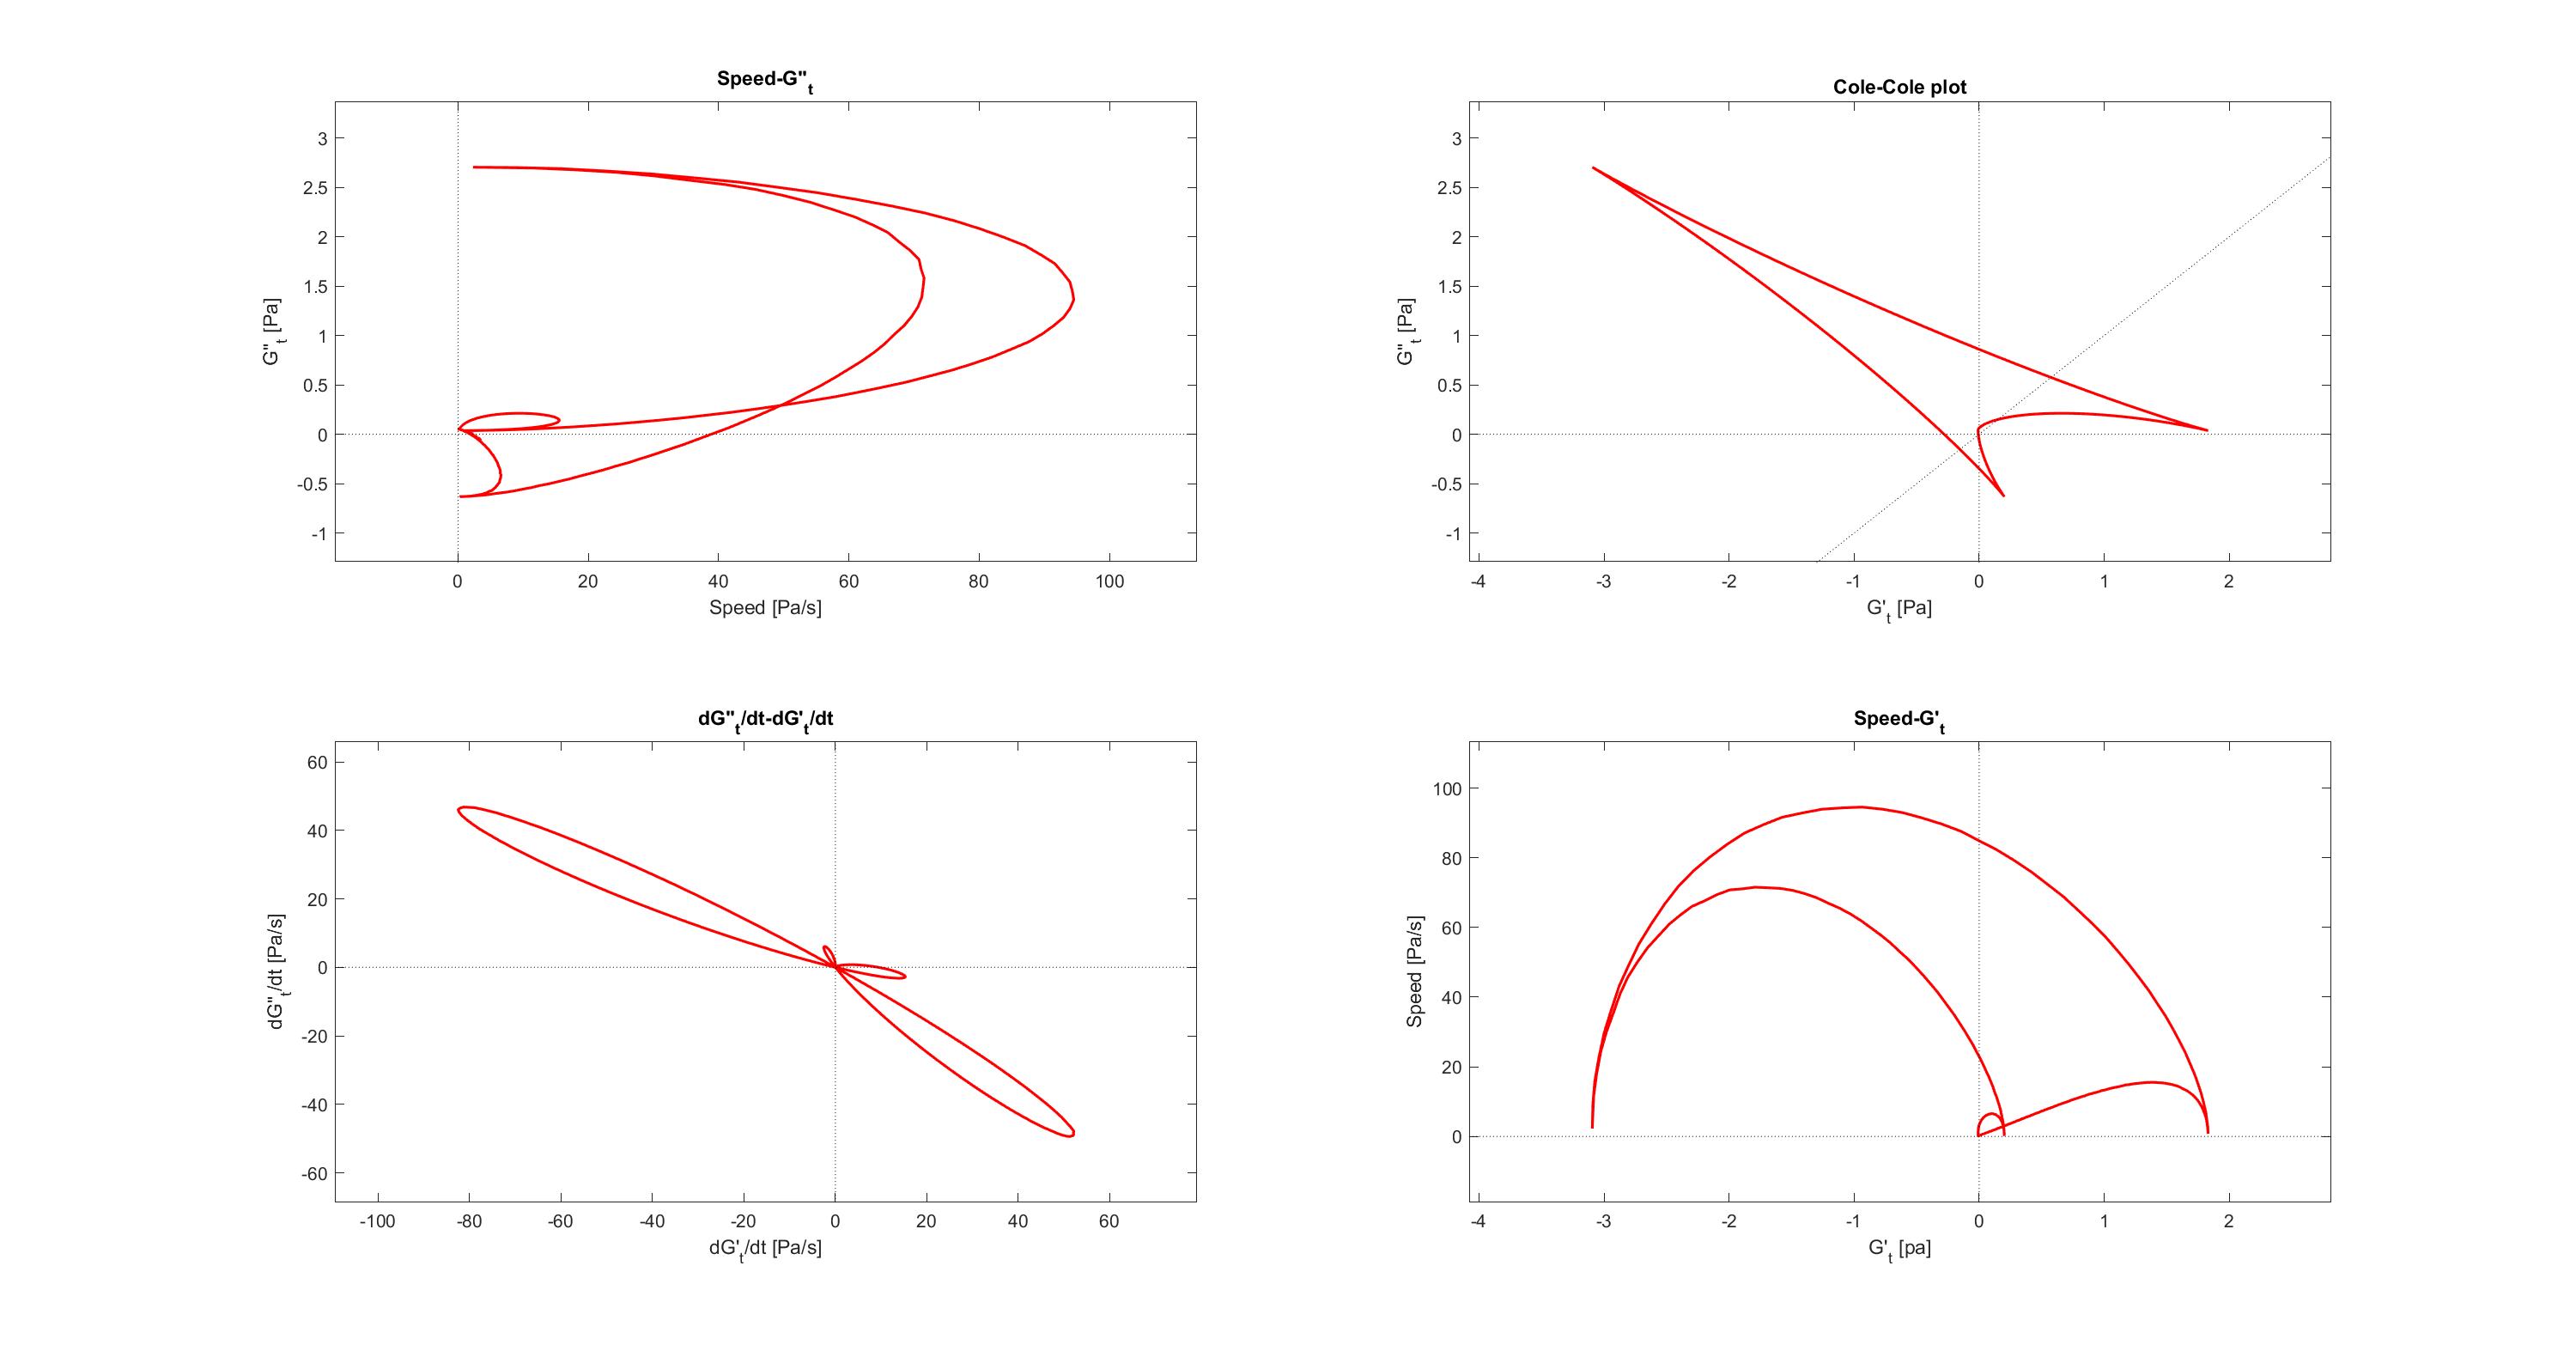 Speed-G"t
3
2.5
2
1.5
1
0.5
0
-0.5
-1
G"t [Pa]
0 20 40 60 80 100
Speed [Pa/s]
Cole-Cole plot
3
2.5
2
1.5
1
0.5
0
-0.5
-1
G"t [Pa]
-4 -3 -2 -1 0 1 2
G't [Pa]
dG"t/dt-dG't/dt
60
40
20
0
-20
-40
-60
dG"t/dt [Pa/s]
-100 -80 -60 -40 -20 0 20 40 60
dG't/dt [Pa/s]
Speed-G't
100
80
60
40
20
0
Speed [Pa/s]
-4 -3 -2 -1 0 1 2
G't [pa]